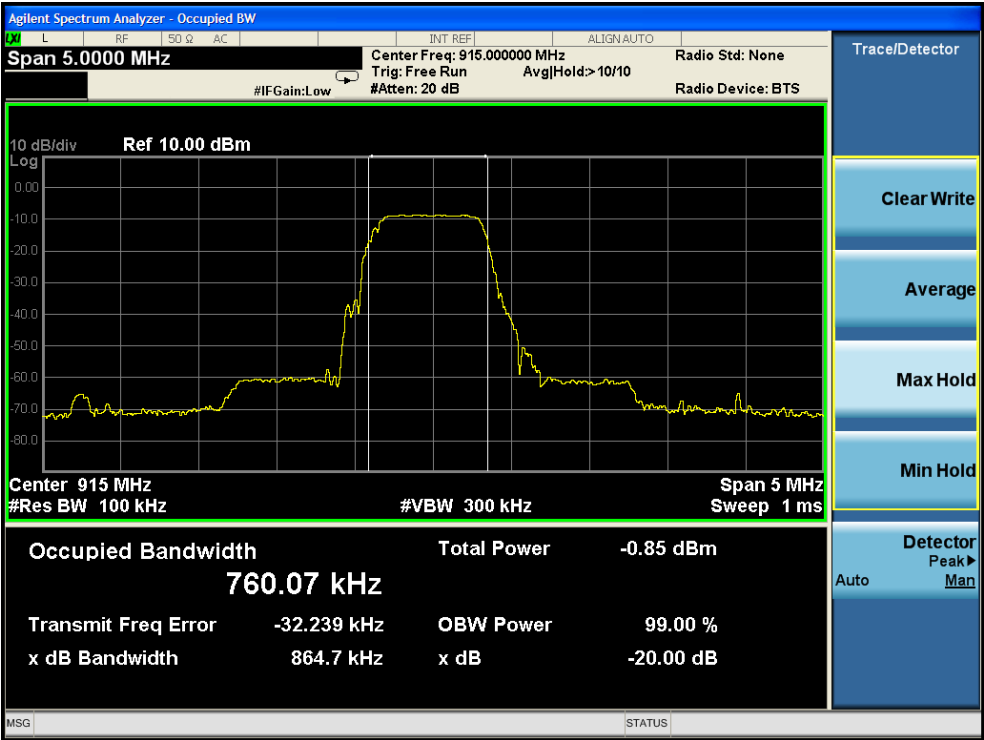 Agilent Spectrum Analyzer - Occupied BW
LXI L RF 50 Ω AC INT REF ALIGNAUTO
Span 5.0000 MHz
Center Freq: 915.000000 MHz
Radio Std: None
Trig: Free Run Avg|Hold:>10/10
#IFGain:Low #Atten: 20 dB Radio Device: BTS
10 dB/div Ref 10.00 dBm
Log
0.00
-10.0
-20.0
-30.0
-40.0
-50.0
-60.0
-70.0
-80.0
Center 915 MHz Span 5 MHz
#Res BW 100 kHz #VBW 300 kHz Sweep 1 ms
Occupied Bandwidth Total Power -0.85 dBm
760.07 kHz
Transmit Freq Error -32.239 kHz OBW Power 99.00 %
x dB Bandwidth 864.7 kHz x dB -20.00 dB
MSG STATUS
Trace/Detector
Clear Write
Average
Max Hold
Min Hold
Detector
Peak▶
Auto Man